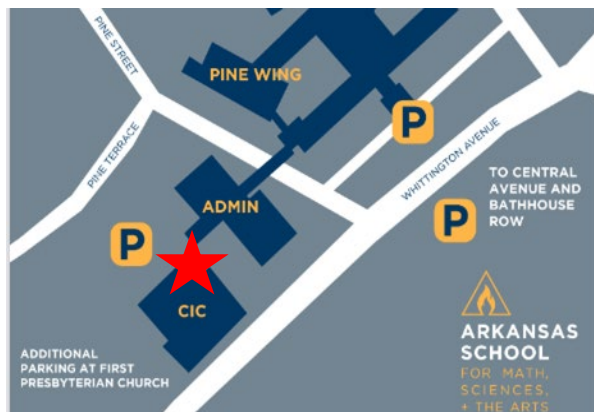 PINE STREET
PINE WING
P
PINE TERRACE
WHITTINGTON AVENUE
TO CENTRAL
AVENUE AND
BATHHOUSE
ROW
P
ADMIN
P
CIC
ADDITIONAL
PARKING AT FIRST
PRESBYTERIAN CHURCH
ARKANSAS
SCHOOL
FOR MATH,
SCIENCES,
+ THE ARTS